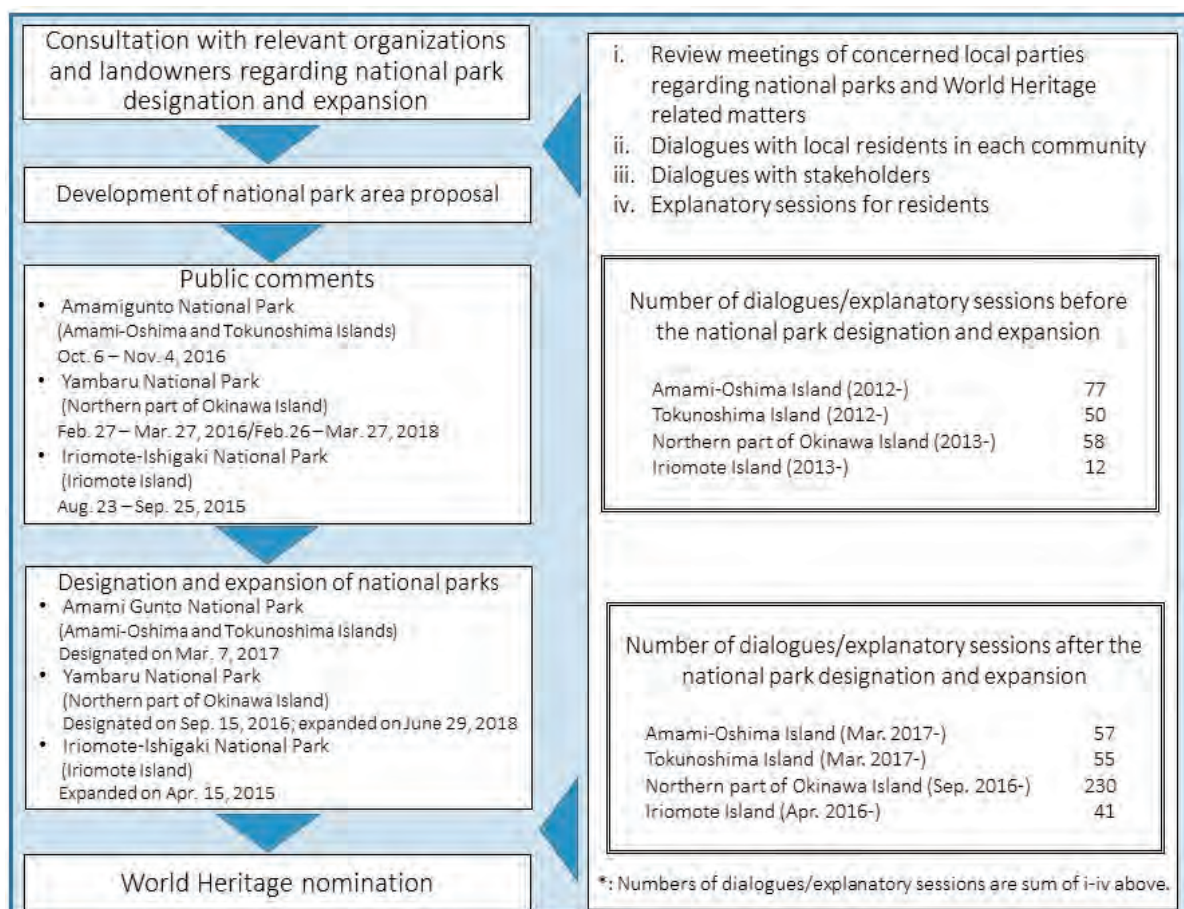 Consultation with relevant organizations
and landowners regarding national park
designation and expansion
Development of national park area proposal
Public comments
• Amamigunto National Park
(Amami-Oshima and Tokunoshima Islands)
Oct. 6 – Nov. 4, 2016
• Yambaru National Park
(Northern part of Okinawa Island)
Feb. 27 – Mar. 27, 2016/Feb.26 – Mar. 27, 2018
• Iriomote-Ishigaki National Park
(Iriomote Island)
Aug. 23 – Sep. 25, 2015
Designation and expansion of national parks
• Amami Gunto National Park
(Amami-Oshima and Tokunoshima Islands)
Designated on Mar. 7, 2017
• Yambaru National Park
(Northern part of Okinawa Island)
Designated on Sep. 15, 2016; expanded on June 29, 2018
• Iriomote-Ishigaki National Park
(Iriomote Island)
Expanded on Apr. 15, 2015
World Heritage nomination
i. Review meetings of concerned local parties
regarding national parks and World Heritage
related matters
ii. Dialogues with local residents in each community
iii. Dialogues with stakeholders
iv. Explanatory sessions for residents
Number of dialogues/explanatory sessions before
the national park designation and expansion
Amami-Oshima Island (2012-) 77
Tokunoshima Island (2012-) 50
Northern part of Okinawa Island (2013-) 58
Iriomote Island (2013-) 12
Number of dialogues/explanatory sessions after the
national park designation and expansion
Amami-Oshima Island (Mar. 2017-) 57
Tokunoshima Island (Mar. 2017-) 55
Northern part of Okinawa Island (Sep. 2016-) 230
Iriomote Island (Apr. 2016-) 41
*: Numbers of dialogues/explanatory sessions are sum of i-iv above.